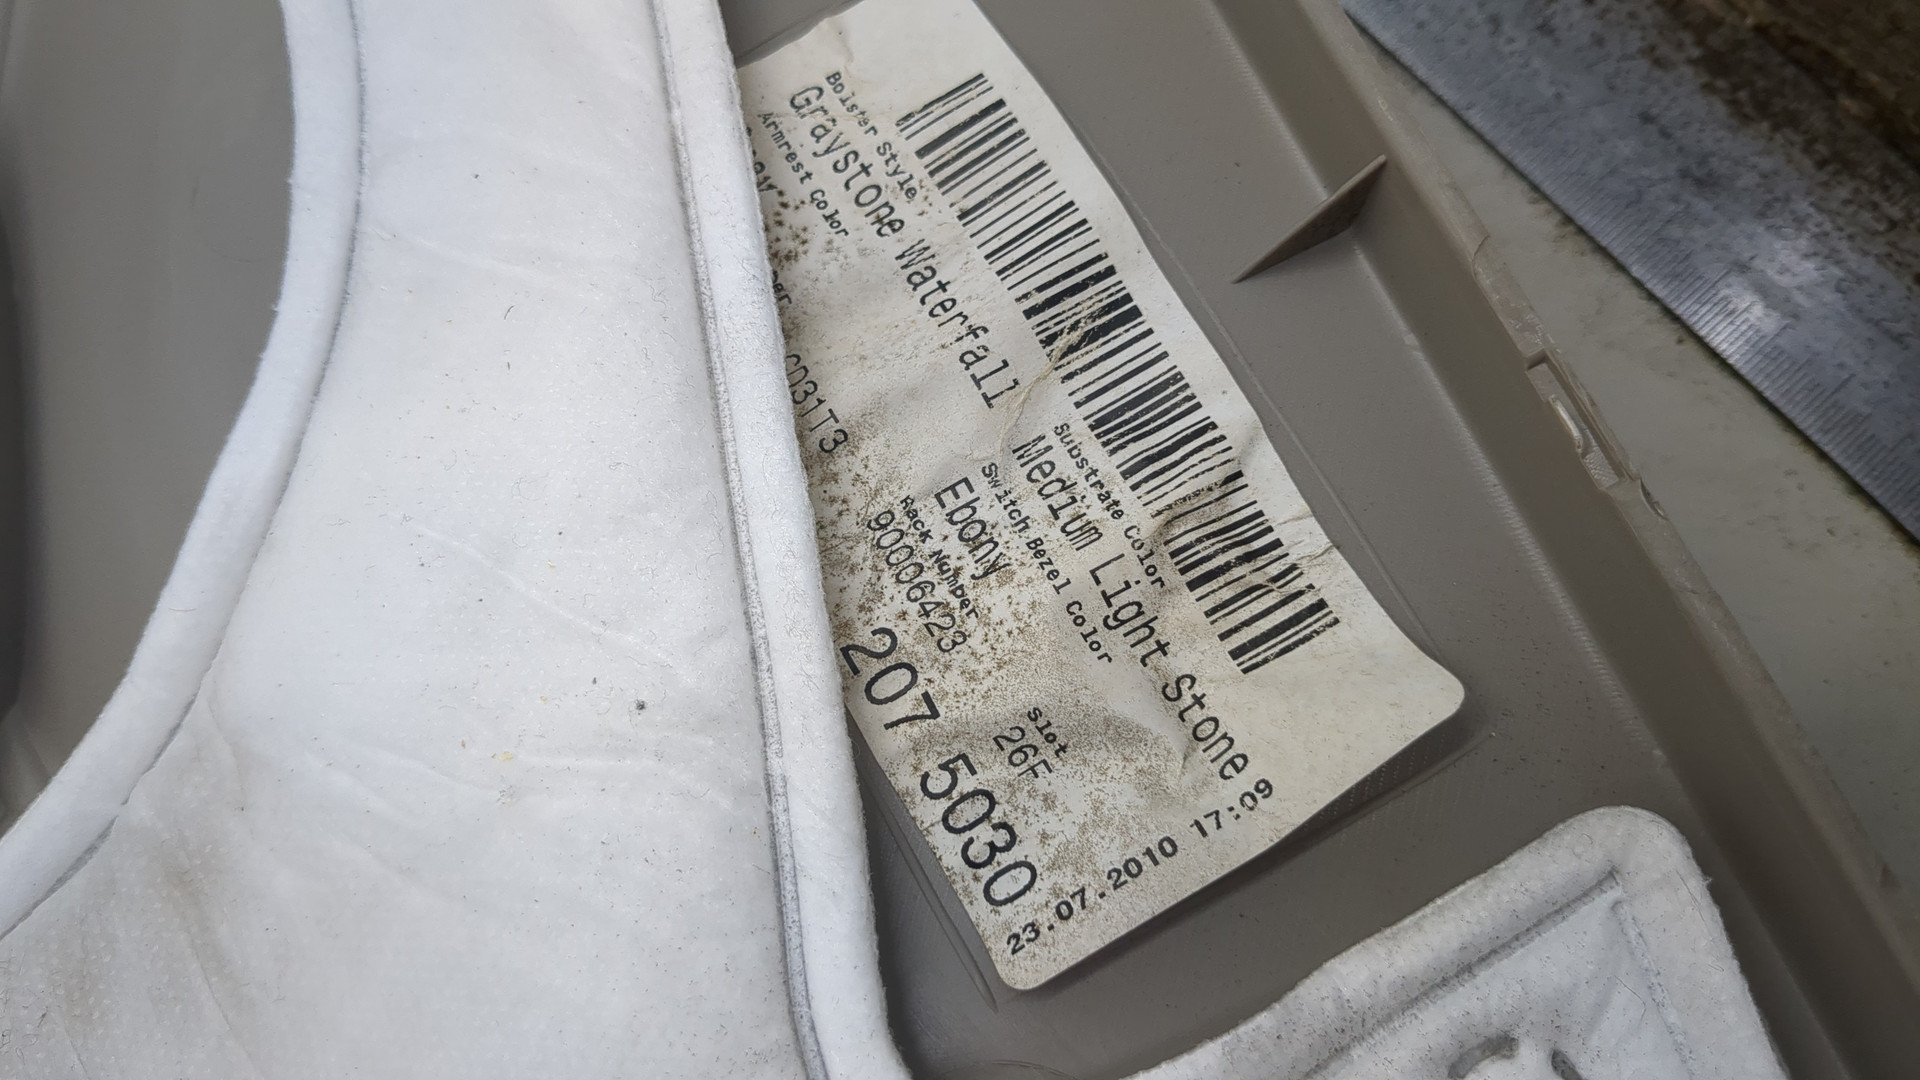 Bolster Style
Graystone Waterfall
Armrest Color
Substrate Color
Medium Light Stone
Switch Bezel Color
Ebony
CD31T3
Rack Number
90006423
Slot
26F
207 5030
23.07.2010 17:09